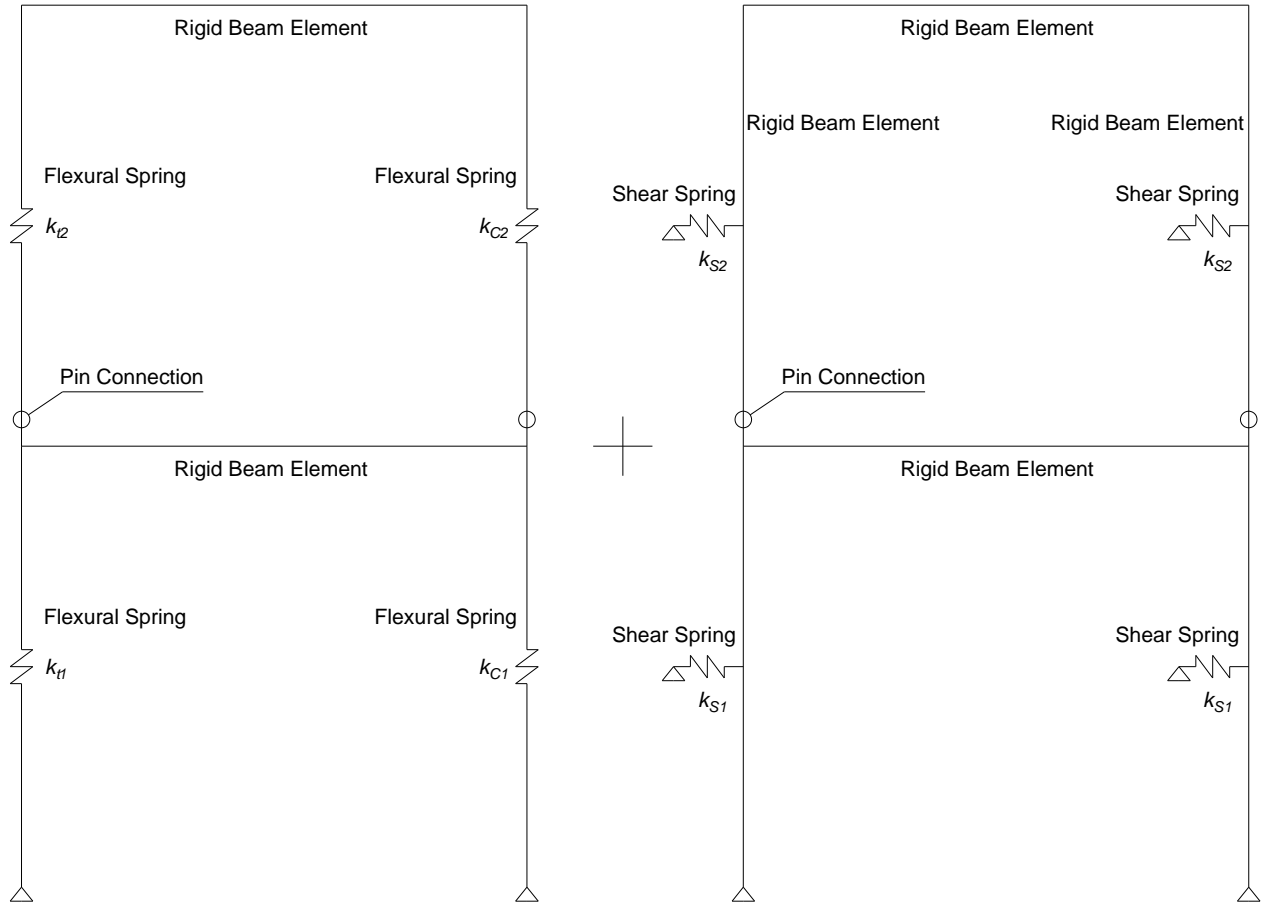 Rigid Beam Element
Flexural Spring
Flexural Spring
k_t2
k_C2
Pin Connection
Rigid Beam Element
Flexural Spring
Flexural Spring
k_t1
k_C1
Rigid Beam Element
Rigid Beam Element
Rigid Beam Element
Shear Spring
Shear Spring
k_S2
k_S2
Pin Connection
Rigid Beam Element
Shear Spring
Shear Spring
k_S1
k_S1